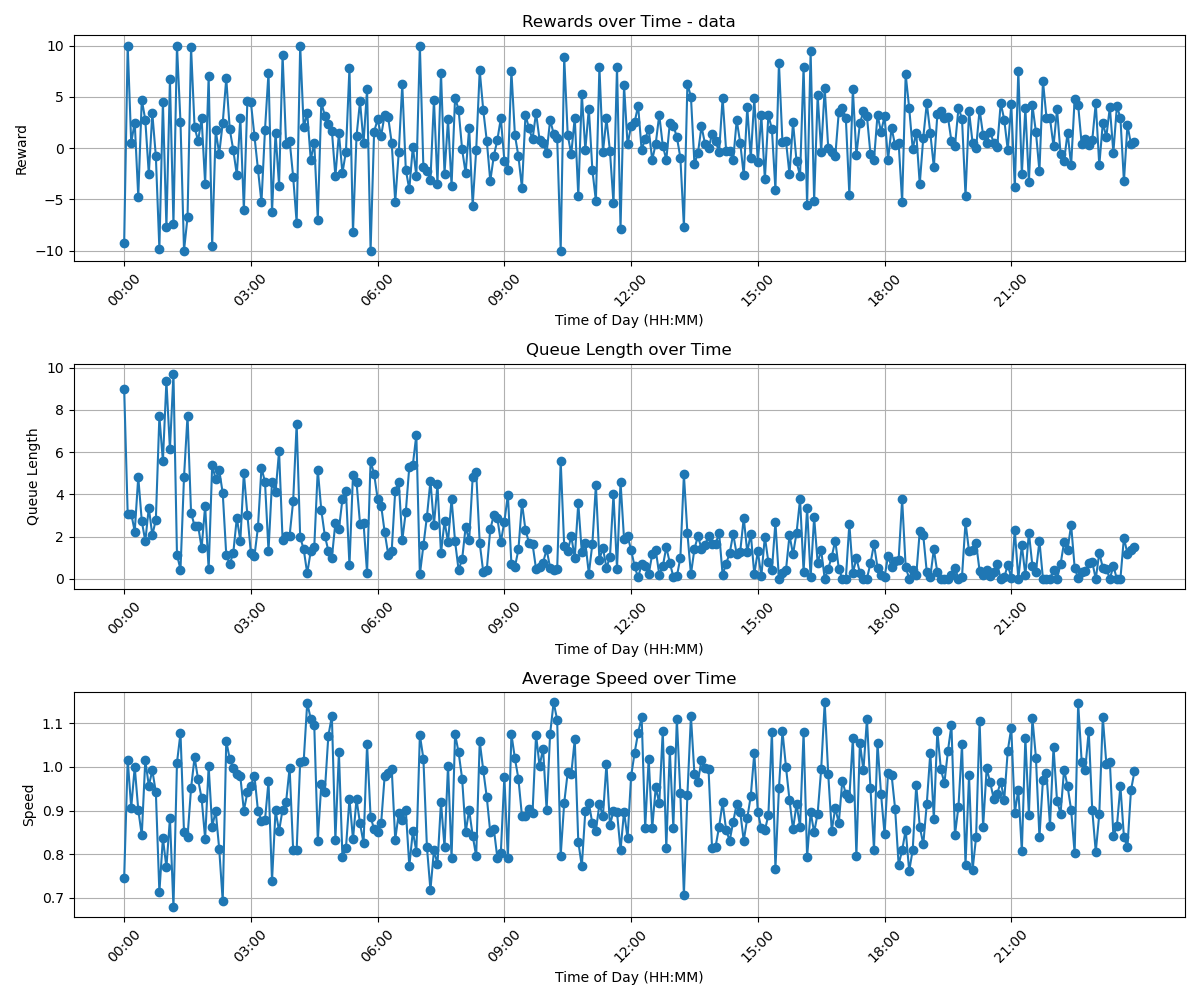 Rewards over Time - data
Reward
10
5
0
−5
−10
00:00 03:00 06:00 09:00 12:00 15:00 18:00 21:00
Time of Day (HH:MM)
Queue Length over Time
Queue Length
10
8
6
4
2
0
00:00 03:00 06:00 09:00 12:00 15:00 18:00 21:00
Time of Day (HH:MM)
Average Speed over Time
Speed
1.1
1.0
0.9
0.8
0.7
00:00 03:00 06:00 09:00 12:00 15:00 18:00 21:00
Time of Day (HH:MM)